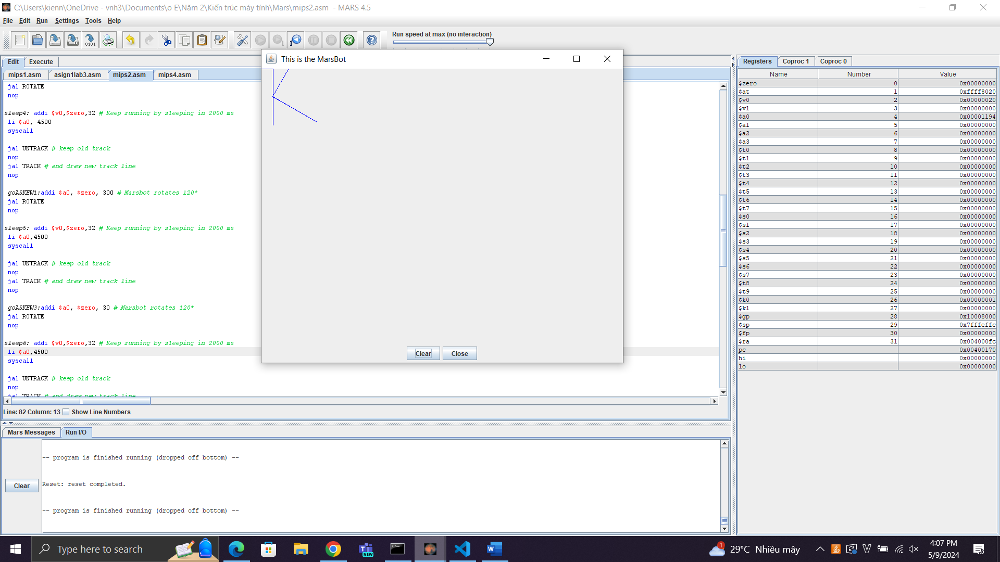 C:\Users\kienn\OneDrive - vnh3\Documents\o E\Năm 2\Kiến trúc máy tính\Mars\mips2.asm - MARS 4.5
File Edit Run Settings Tools Help
Run speed at max (no interaction)
Edit Execute
mips1.asm asign1lab3.asm mips2.asm mips4.asm
jal ROTATE
nop
sleep4: addi $v0,$zero,32 # Keep running by sleeping in 2000 ms
li $a0, 4500
syscall
jal UNTRACK # keep old track
nop
jal TRACK # and draw new track line
nop
goASKEW1:addi $a0, $zero, 300 # Marsbot rotates 120*
jal ROTATE
nop
sleep5: addi $v0,$zero,32 # Keep running by sleeping in 2000 ms
li $a0,4500
syscall
jal UNTRACK # keep old track
nop
jal TRACK # and draw new track line
nop
goASKEW3:addi $a0, $zero, 30 # Marsbot rotates 120*
jal ROTATE
nop
sleep6: addi $v0,$zero,32 # Keep running by sleeping in 2000 ms
li $a0,4500
syscall
jal UNTRACK # keep old track
nop
jal TRACK # and draw new track line
Line: 82 Column: 13 Show Line Numbers
This is the MarsBot
Clear Close
Registers Coproc 1 Coproc 0
Name Number Value
$zero 0 0x00000000
$at 1 0xffff8020
$v0 2 0x00000020
$v1 3 0x00000000
$a0 4 0x00001194
$a1 5 0x00000000
$a2 6 0x00000000
$a3 7 0x00000000
$t0 8 0x00000000
$t1 9 0x00000000
$t2 10 0x00000000
$t3 11 0x00000000
$t4 12 0x00000000
$t5 13 0x00000000
$t6 14 0x00000000
$t7 15 0x00000000
$s0 16 0x00000000
$s1 17 0x00000000
$s2 18 0x00000000
$s3 19 0x00000000
$s4 20 0x00000000
$s5 21 0x00000000
$s6 22 0x00000000
$s7 23 0x00000000
$t8 24 0x00000000
$t9 25 0x00000000
$k0 26 0x00000001
$k1 27 0x00000000
$gp 28 0x10008000
$sp 29 0x7fffeffc
$fp 30 0x00000000
$ra 31 0x004000fc
pc 0x00400170
hi 0x00000000
lo 0x00000000
Mars Messages Run I/O
Clear
-- program is finished running (dropped off bottom) --
Reset: reset completed.
-- program is finished running (dropped off bottom) --
Type here to search
NEW
1
29°C Nhiều mây
4:07 PM
5/9/2024